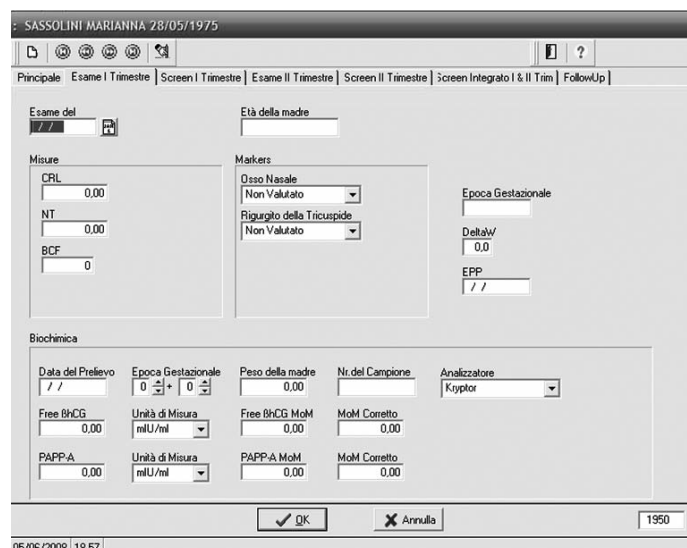 : SASSOLINI MARIANNA 28/05/1975
?
Principale Esame I Trimestre Screen I Trimestre Esame II Trimestre Screen II Trimestre Screen Integrato I & II Trim FollowUp
Esame del Età della madre
/ /
Misure Markers
CRL Osso Nasale
0,00 Non Valutato Epoca Gestazionale
NT Rigurgito della Tricuspide
0,00 Non Valutato DeltaW
BCF 0,0
0 EPP
/ /
Biochimica
Data del Prelievo Epoca Gestazionale Peso della madre Nr.del Campione Analizzatore
/ / 0 + 0 0,00 Kryptor
Free ßhCG Unità di Misura Free ßhCG MoM MoM Corretto
0,00 mIU/ml 0,00 0,00
PAPP-A Unità di Misura PAPP-A MoM MoM Corretto
0,00 mIU/ml 0,00 0,00
OK Annulla 1950
05/06/2008 18.57